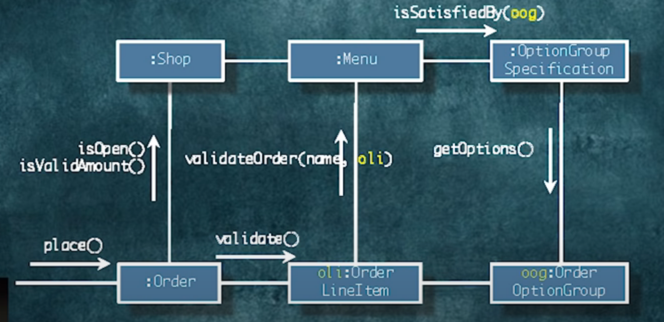 isSatisfiedBy(oog)
:Shop
:Menu
:OptionGroup
Specification
isOpen()
isValidAmount()
validateOrder(name, oli)
getOptions()
place()
validate()
:Order
oli:Order
LineItem
oog:Order
OptionGroup